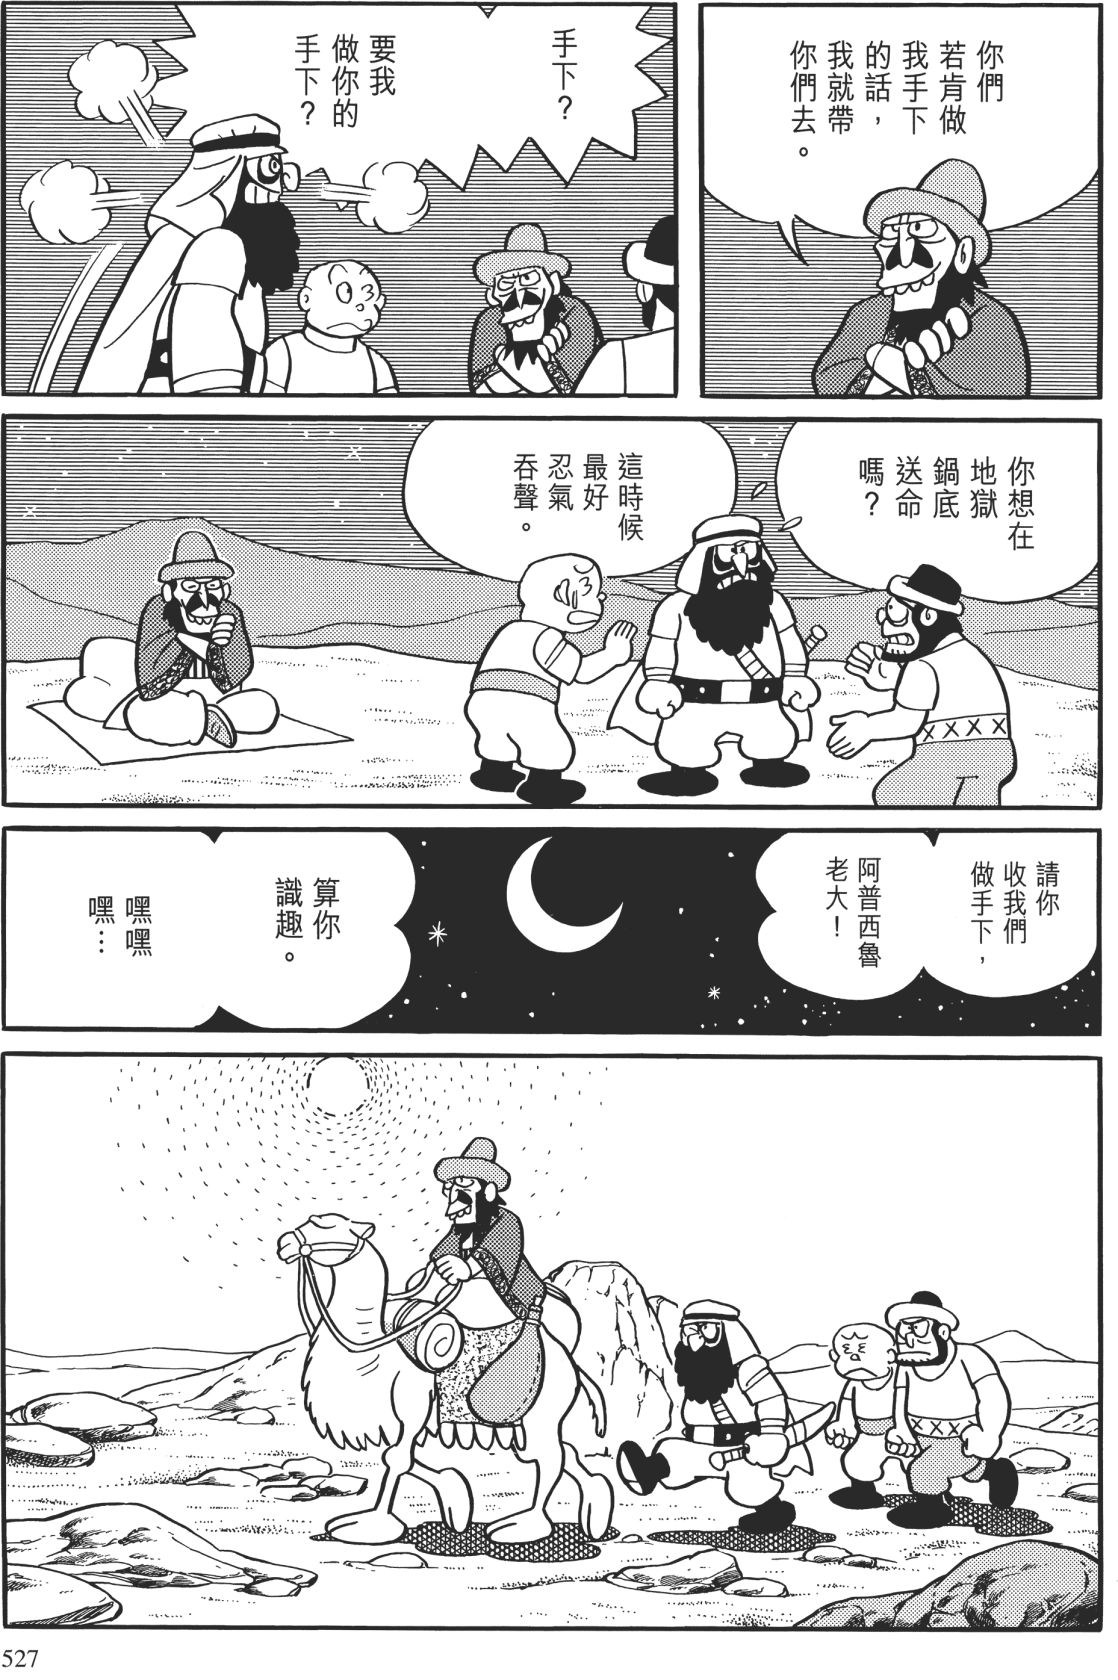 你們
若肯做
我手下
的話，
我就帶
你們去。
手下？
要我
做你的
手下？
你想在
地獄
鍋底
送命
嗎？
這時候
最好
忍氣
吞聲。
請你
收我們
做手下，
阿普西魯
老大！
算你
識趣。
嘿嘿
嘿…
527